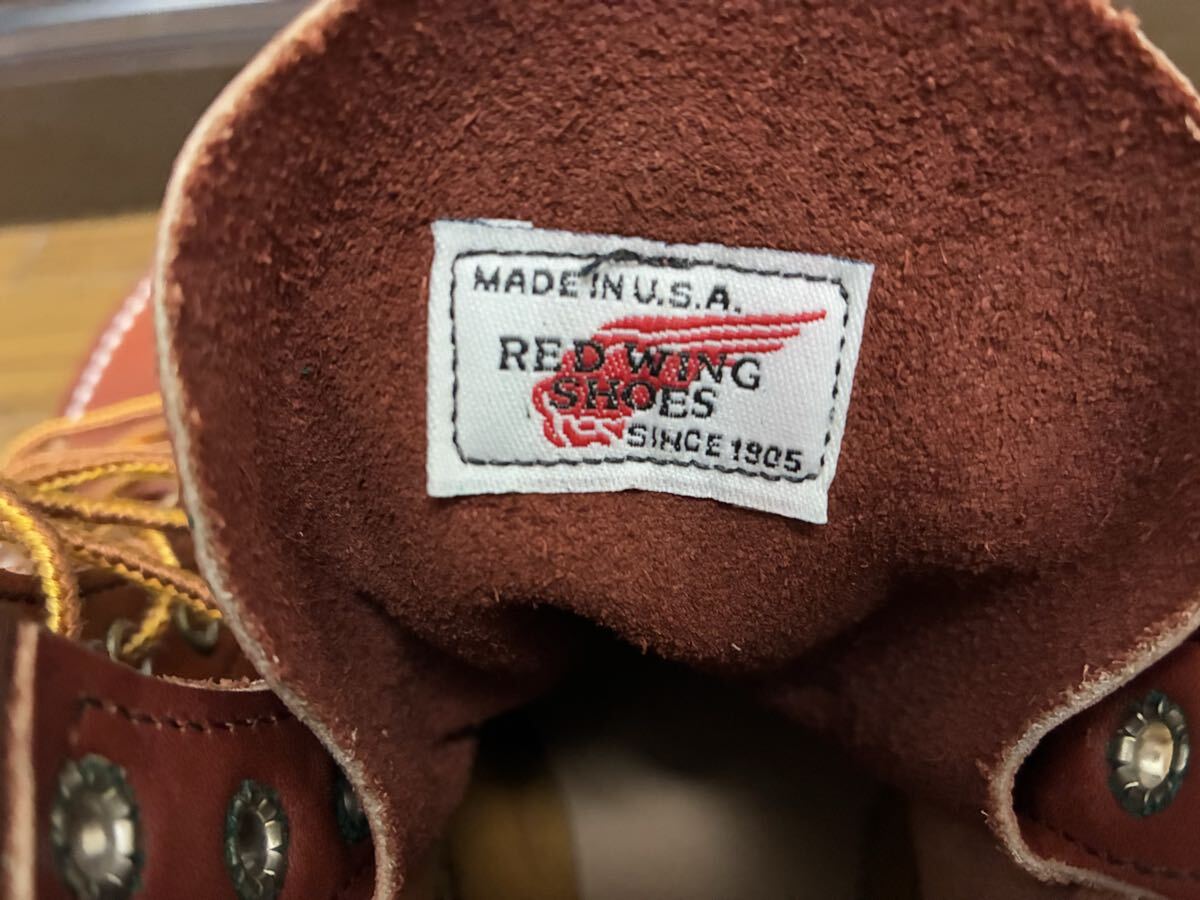 MADE IN U.S.A.
RED WING
SHOES
SINCE 1905